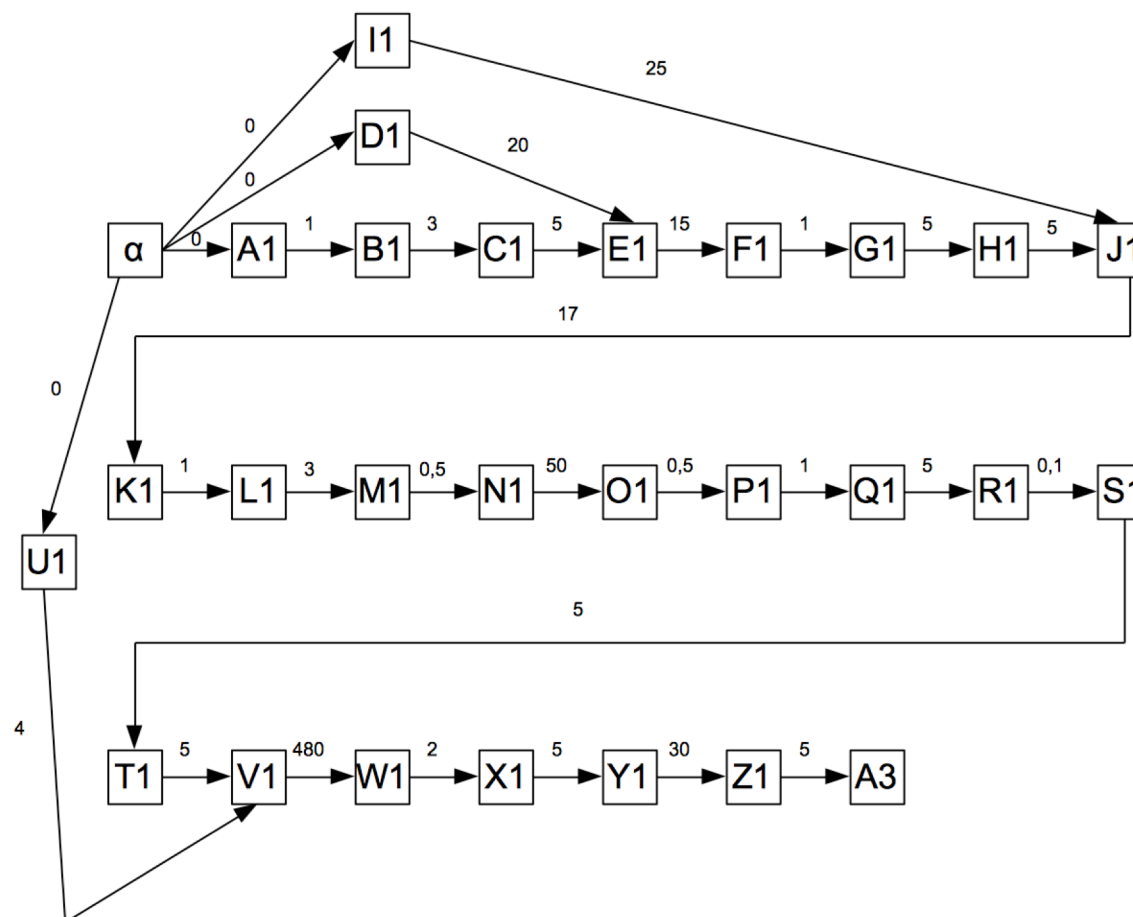 I1
25
0
D1
20
0
α 0 A1 1 B1 3 C1 5 E1 15 F1 1 G1 5 H1 5 J1
17
0
K1 1 L1 3 M1 0,5 N1 50 O1 0,5 P1 1 Q1 5 R1 0,1 S1
U1
5
4
T1 5 V1 480 W1 2 X1 5 Y1 30 Z1 5 A3